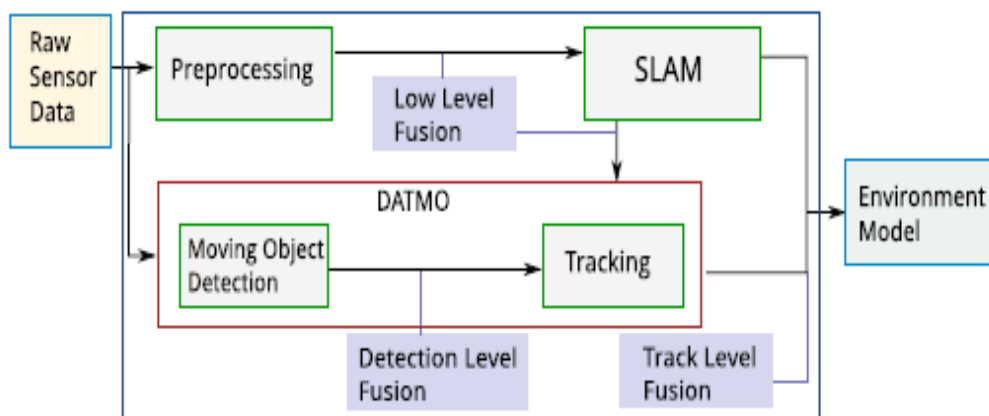 Raw
Sensor
Data
Preprocessing
SLAM
Low Level
Fusion
DATMO
Moving Object
Detection
Tracking
Environment
Model
Detection Level
Fusion
Track Level
Fusion